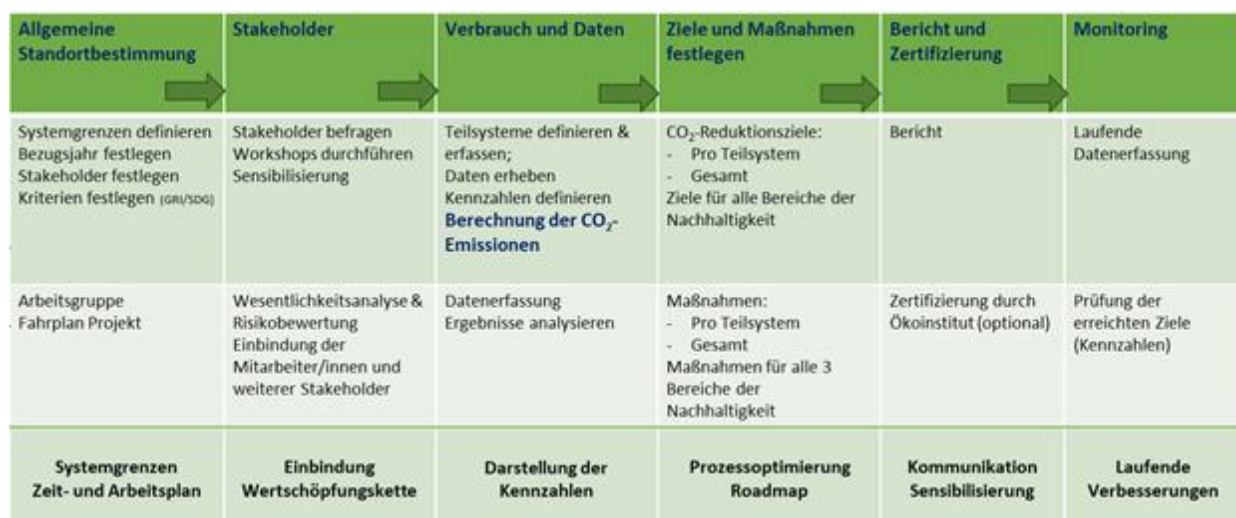 Allgemeine
Standortbestimmung
Stakeholder
Verbrauch und Daten
Ziele und Maßnahmen
festlegen
Bericht und
Zertifizierung
Monitoring
Systemgrenzen definieren
Bezugsjahr festlegen
Stakeholder festlegen
Kriterien festlegen (GRI/SDG)
Stakeholder befragen
Workshops durchführen
Sensibilisierung
Teilsysteme definieren &
erfassen;
Daten erheben
Kennzahlen definieren
Berechnung der CO₂-
Emissionen
CO₂-Reduktionsziele:
- Pro Teilsystem
- Gesamt
Ziele für alle Bereiche der
Nachhaltigkeit
Bericht
Laufende
Datenerfassung
Arbeitsgruppe
Fahrplan Projekt
Wesentlichkeitsanalyse &
Risikobewertung
Einbindung der
Mitarbeiter/innen und
weiterer Stakeholder
Datenerfassung
Ergebnisse analysieren
Maßnahmen:
- Pro Teilsystem
- Gesamt
Maßnahmen für alle 3
Bereiche der
Nachhaltigkeit
Zertifizierung durch
Ökoinstitut (optional)
Prüfung der
erreichten Ziele
(Kennzahlen)
Systemgrenzen
Zeit- und Arbeitsplan
Einbindung
Wertschöpfungskette
Darstellung der
Kennzahlen
Prozessoptimierung
Roadmap
Kommunikation
Sensibilisierung
Laufende
Verbesserungen